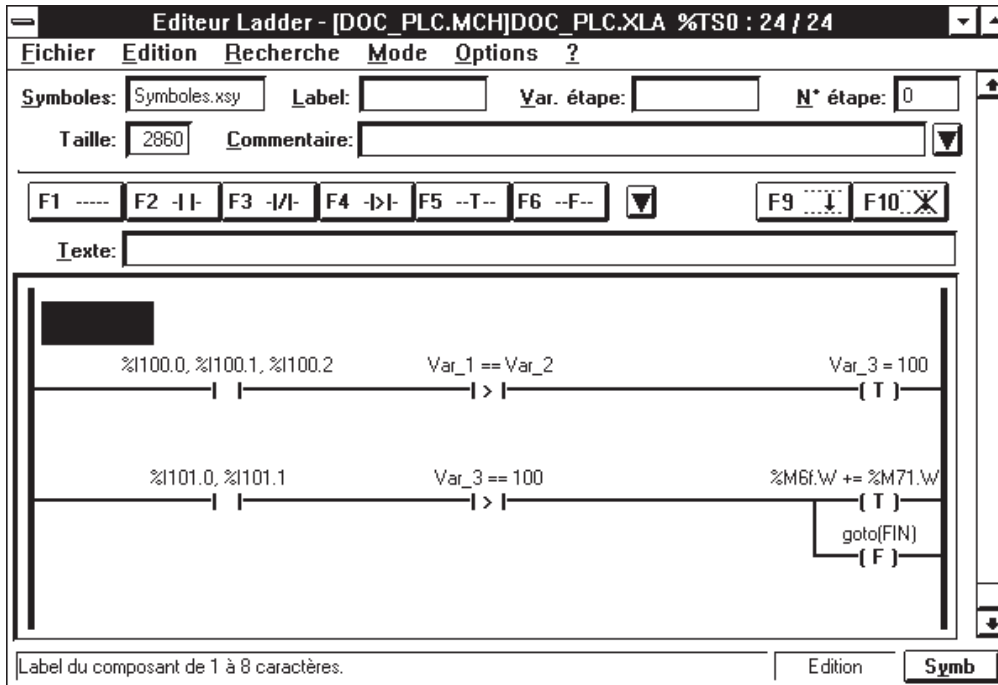 Editeur Ladder - [DOC_PLC.MCH]DOC_PLC.XLA %TS0 : 24 / 24
Fichier Edition Recherche Mode Options ?
Symboles: Symboles.xsy Label: Var. étape: N° étape: 0
Taille: 2860 Commentaire:
F1 ----- F2 -| |- F3 -|/|- F4 -|>|- F5 --T-- F6 --F-- F9 F10
Texte:
%I100.0, %I100.1, %I100.2 Var_1 == Var_2 Var_3 = 100
| | | > | ( T )
%I101.0, %I101.1 Var_3 == 100 %M6f.W += %M71.W
| | | > | ( T )
goto(FIN)
( F )
Label du composant de 1 à 8 caractères. Edition Symb